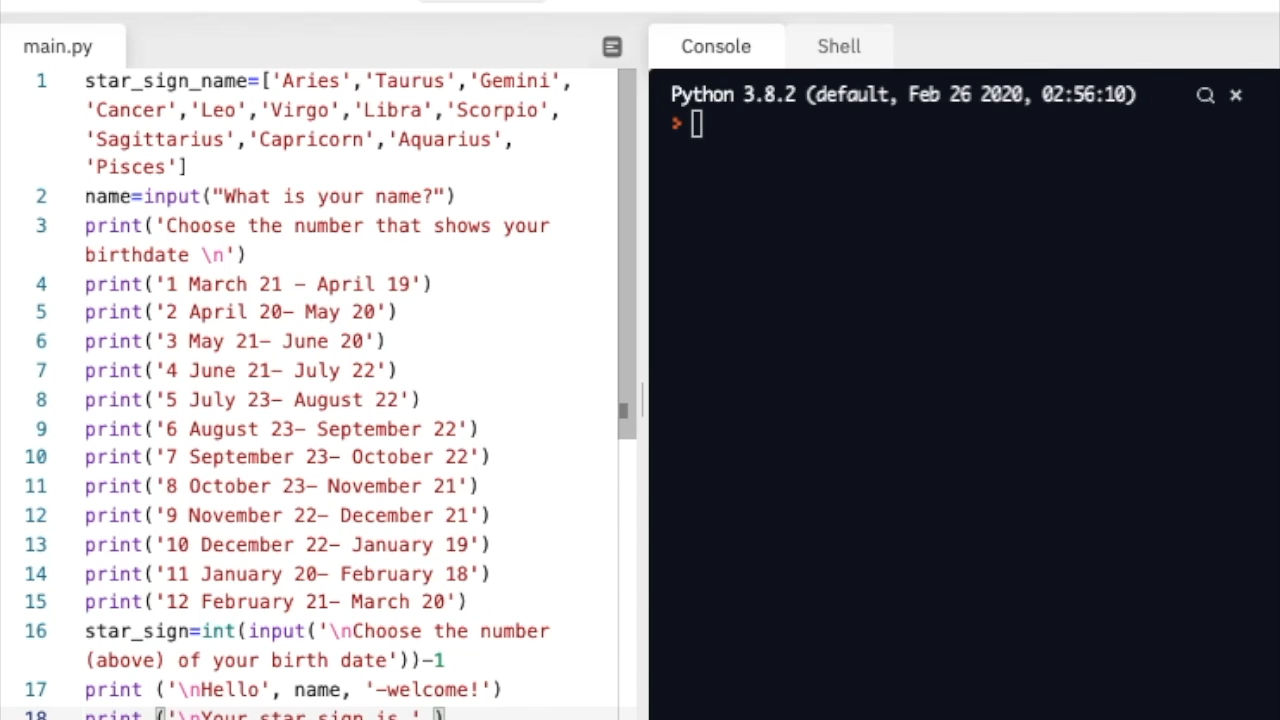 main.py
Console
Shell
1 star_sign_name=['Aries','Taurus','Gemini',
'Cancer','Leo','Virgo','Libra','Scorpio',
'Sagittarius','Capricorn','Aquarius',
'Pisces']
2 name=input("What is your name?")
3 print('Choose the number that shows your
birthdate \n')
4 print('1 March 21 – April 19')
5 print('2 April 20– May 20')
6 print('3 May 21– June 20')
7 print('4 June 21– July 22')
8 print('5 July 23– August 22')
9 print('6 August 23– September 22')
10 print('7 September 23– October 22')
11 print('8 October 23– November 21')
12 print('9 November 22– December 21')
13 print('10 December 22– January 19')
14 print('11 January 20– February 18')
15 print('12 February 21– March 20')
16 star_sign=int(input('\nChoose the number
(above) of your birth date'))–1
17 print ('\nHello', name, '–welcome!')
18 print ('\nYour star sign is ' )
Python 3.8.2 (default, Feb 26 2020, 02:56:10)
>